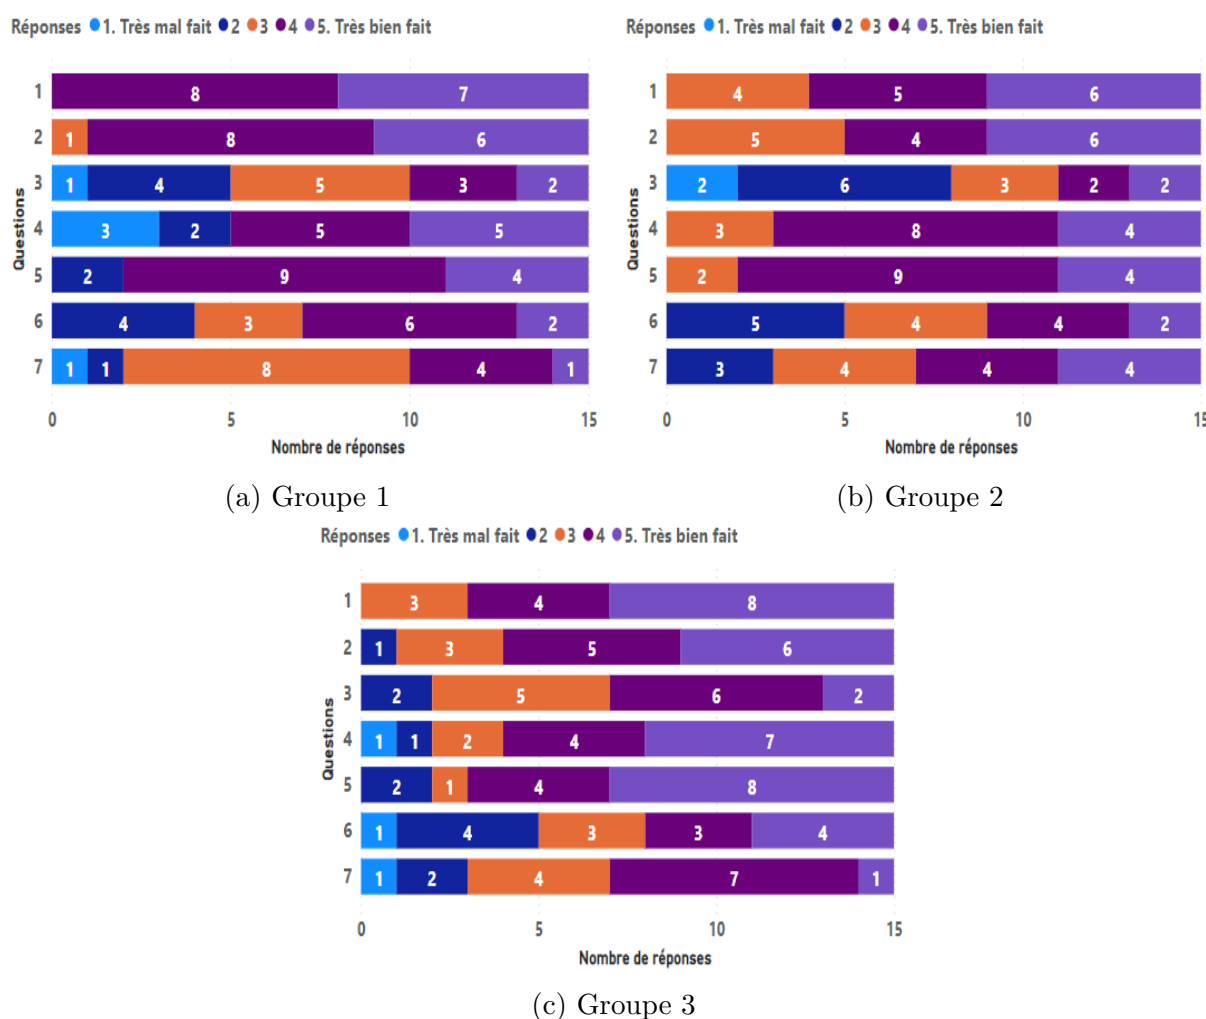 Réponses 1. Très mal fait 2 3 4 5. Très bien fait
Questions
1 8 7
2 1 8 6
3 1 4 5 3 2
4 3 2 5 5
5 2 9 4
6 4 3 6 2
7 1 1 8 4 1
0 5 10 15
Nombre de réponses
(a) Groupe 1
Réponses 1. Très mal fait 2 3 4 5. Très bien fait
Questions
1 4 5 6
2 5 4 6
3 2 6 3 2 2
4 3 8 4
5 2 9 4
6 5 4 4 2
7 3 4 4 4
0 5 10 15
Nombre de réponses
(b) Groupe 2
Réponses 1. Très mal fait 2 3 4 5. Très bien fait
Questions
1 3 4 8
2 1 3 5 6
3 2 5 6 2
4 1 1 2 4 7
5 2 1 4 8
6 1 4 3 3 4
7 1 2 4 7 1
0 5 10 15
Nombre de réponses
(c) Groupe 3